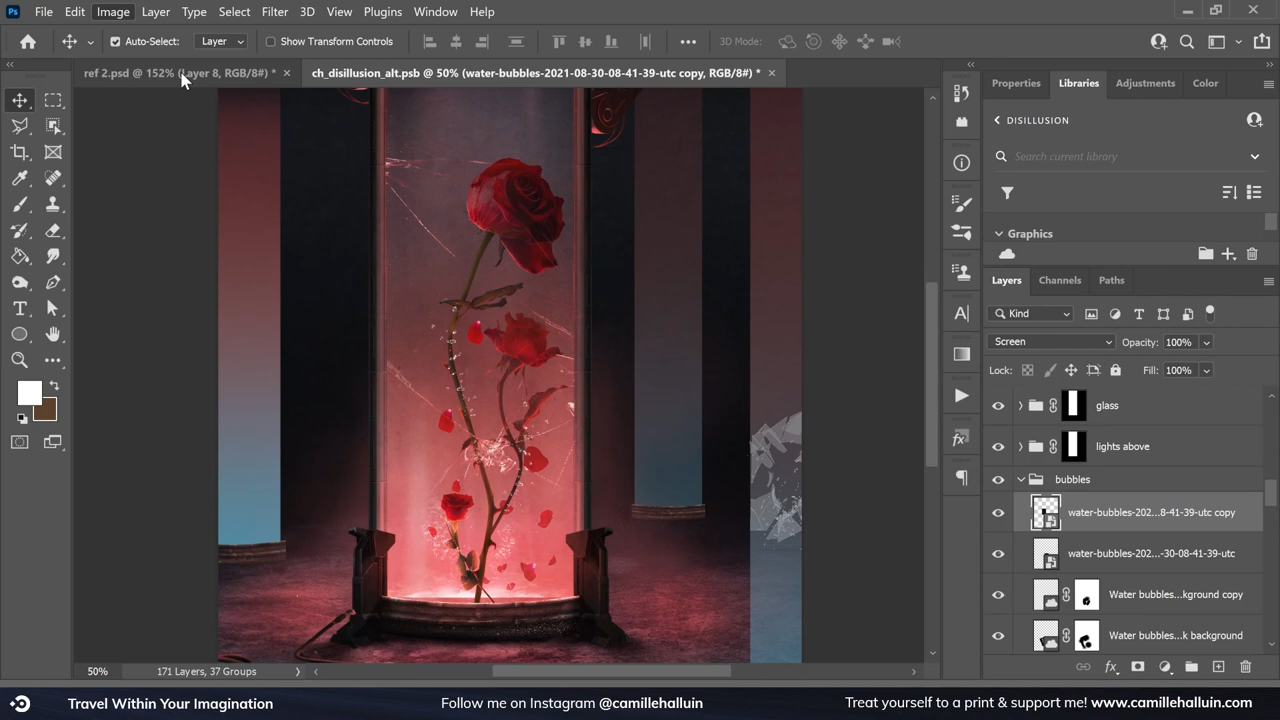 Ps File Edit Image Layer Type Select Filter 3D View Plugins Window Help
Auto-Select: Layer Show Transform Controls 3D Mode:
ref 2.psd @ 152% (Layer 8, RGB/8#) * ch_disillusion_alt.psb @ 50% (water-bubbles-2021-08-30-08-41-39-utc copy, RGB/8#) *
Properties Libraries Adjustments Color
DISILLUSION
Search current library
Graphics
Layers Channels Paths
Kind
Screen Opacity: 100%
Lock: Fill: 100%
glass
lights above
bubbles
water-bubbles-202...8-41-39-utc copy
water-bubbles-202...-30-08-41-39-utc
Water bubbles...kground copy
Water bubbles...k background
50% 171 Layers, 37 Groups
Travel Within Your Imagination Follow me on Instagram @camillehalluin Treat yourself to a print & support me! www.camillehalluin.com